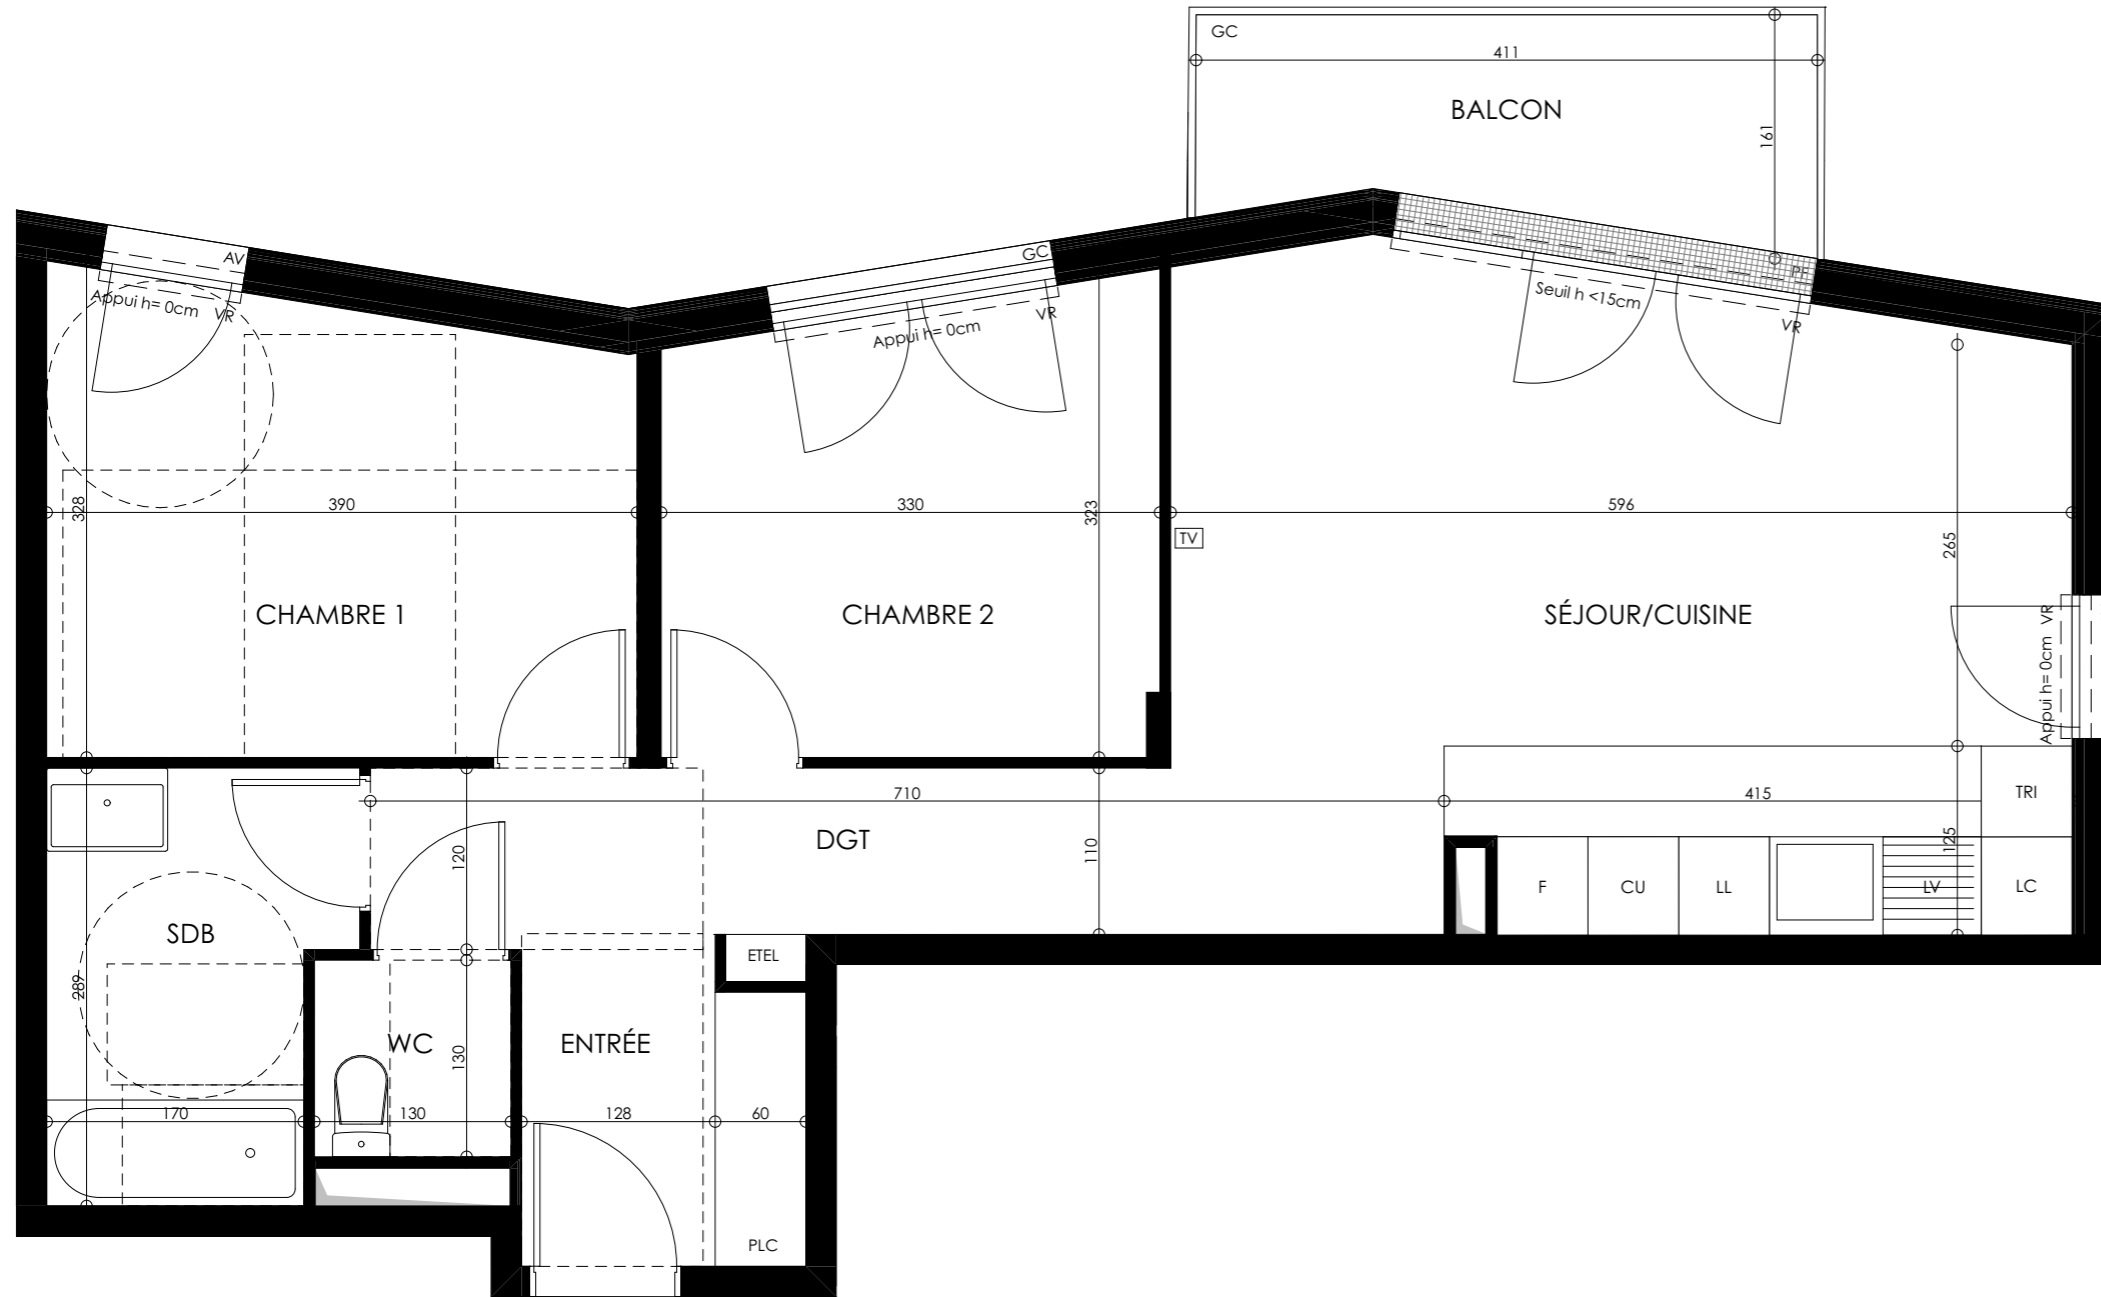 GC
411
BALCON
161
AV
Appui h= 0cm
VR
GC
Appui h= 0cm
VR
PF
Seuil h <15cm
VR
328
390
330
323
596
TV
265
CHAMBRE 1
CHAMBRE 2
SÉJOUR/CUISINE
Appui h= 0cm VR
710
415
TRI
120
DGT
110
125
F
CU
LL
LV
LC
SDB
ETEL
289
WC
130
ENTRÉE
170
130
128
60
PLC